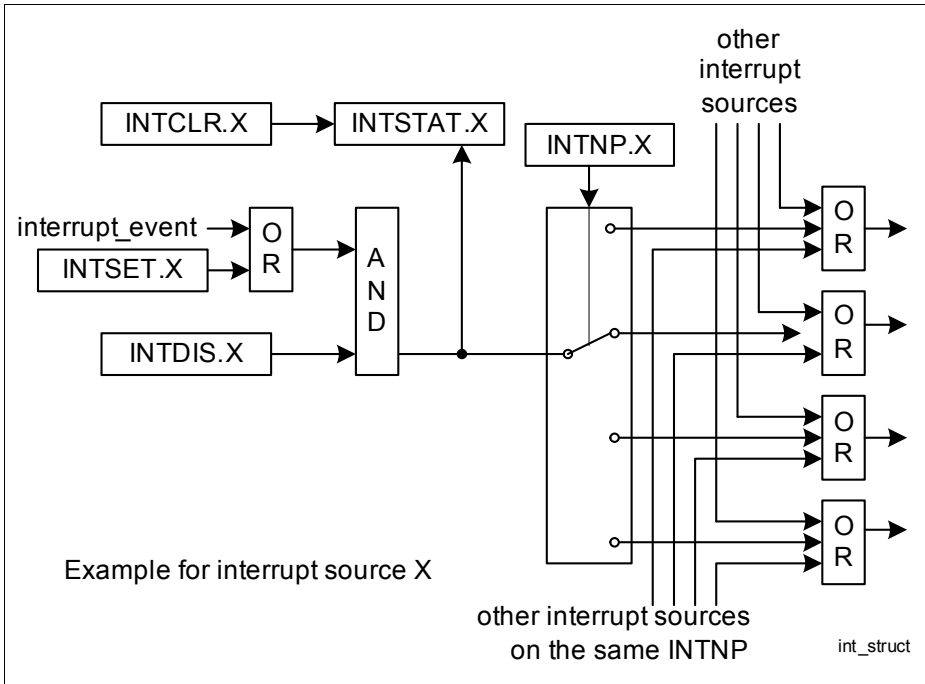 other
interrupt
sources
INTCLR.X
INTSTAT.X
INTNP.X
interrupt_event
INTSET.X
INTDIS.X
O
R
A
N
D
O
R
O
R
O
R
O
R
Example for interrupt source X
other interrupt sources
on the same INTNP
int_struct